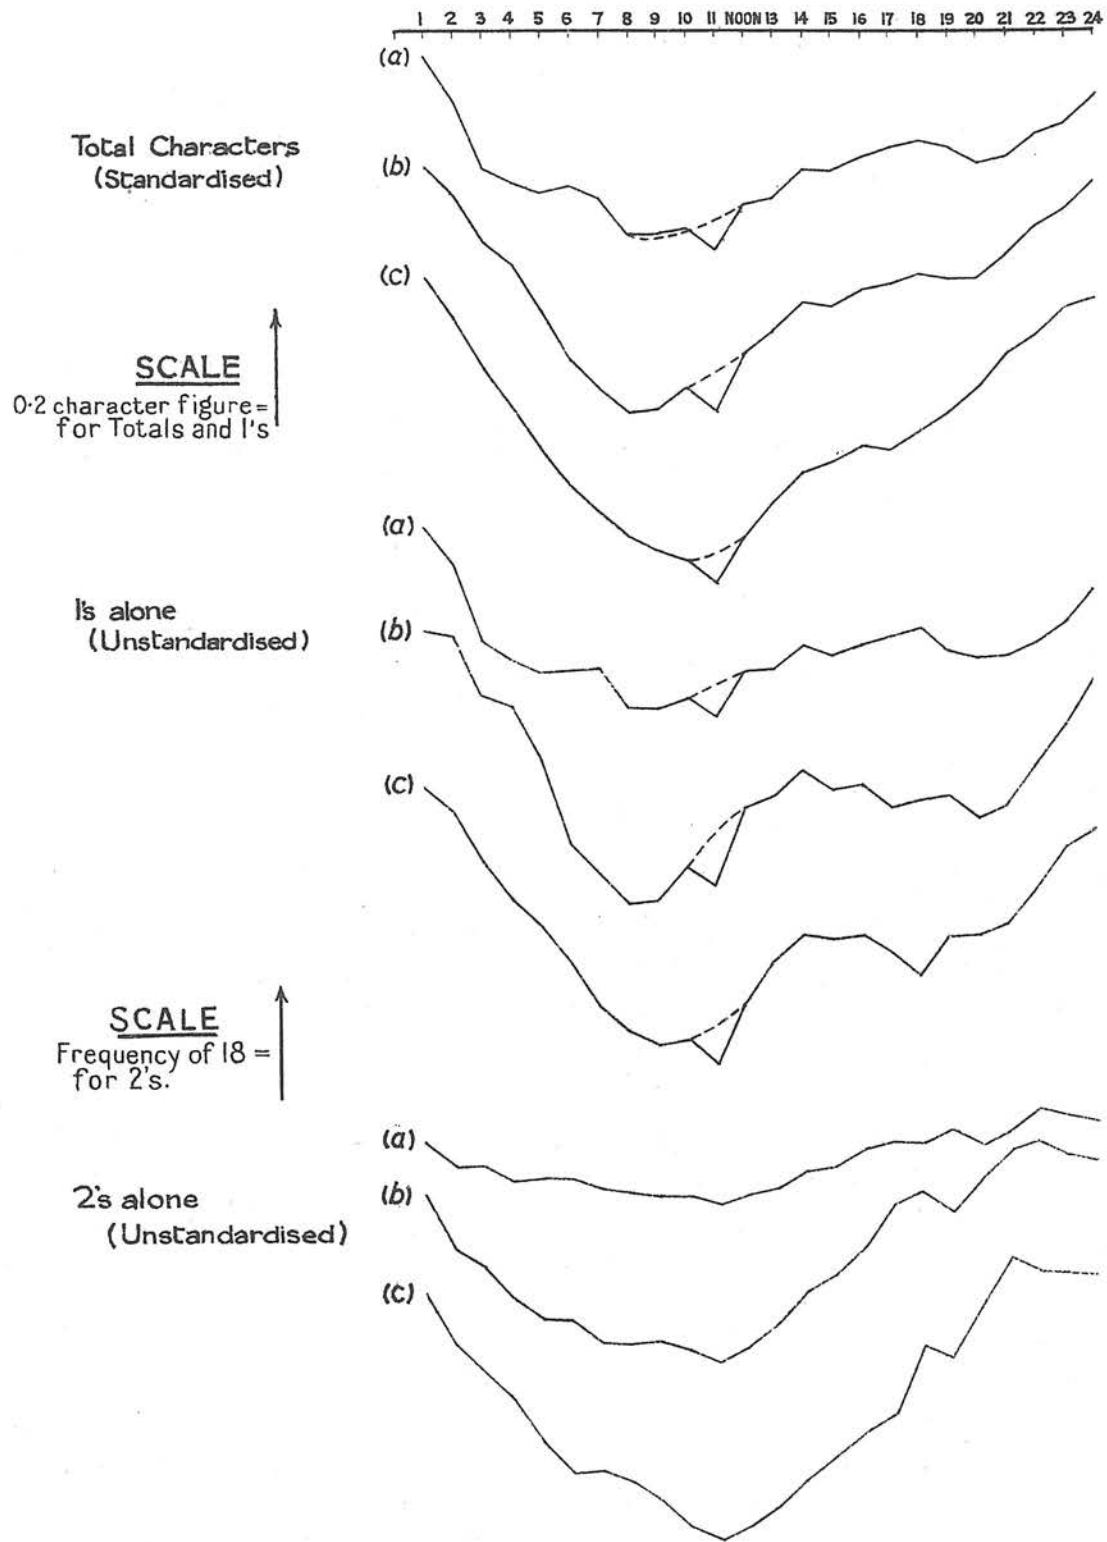 1 2 3 4 5 6 7 8 9 10 11 NOON 13 14 15 16 17 18 19 20 21 22 23 24
(a)
Total Characters
(Standardised)
(b)
(c)
SCALE
0·2 character figure =
for Totals and 1's
(a)
1's alone
(Unstandardised)
(b)
(c)
SCALE
Frequency of 18 =
for 2's.
(a)
2's alone
(Unstandardised)
(b)
(c)